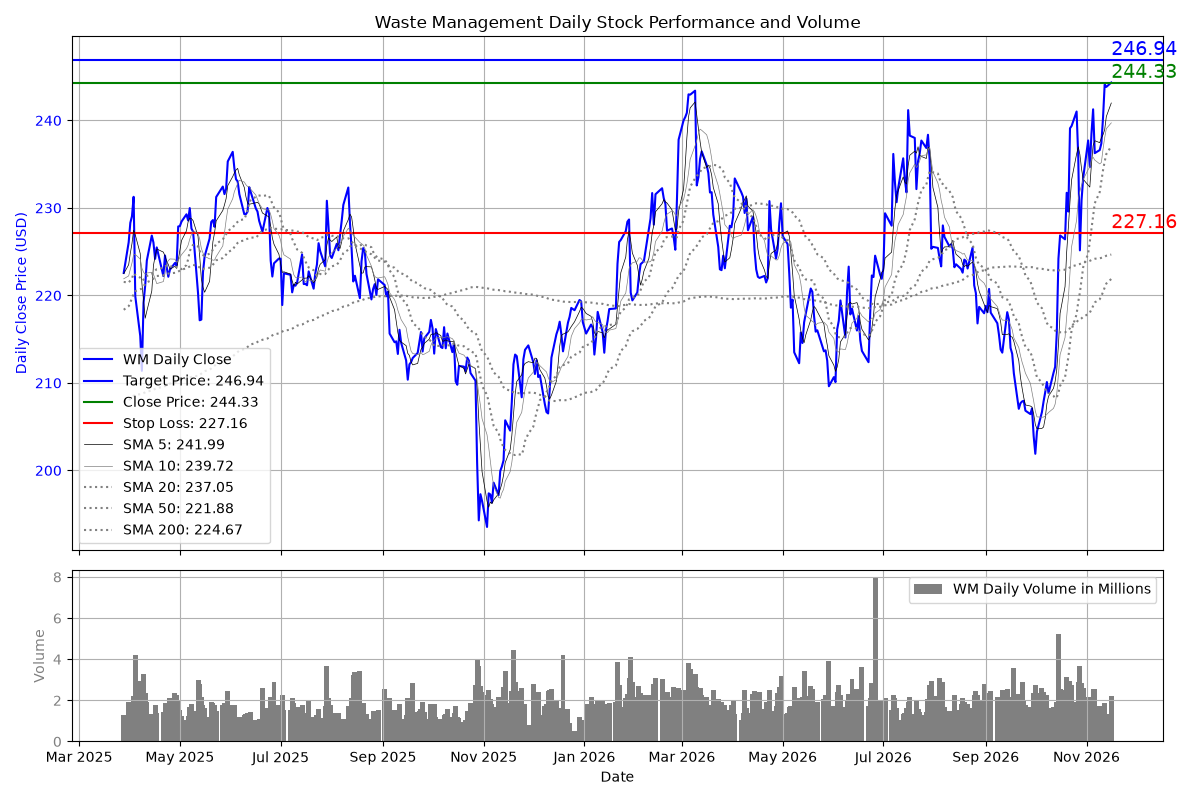 Waste Management Daily Stock Performance and Volume
246.94
244.33
227.16
Daily Close Price (USD)
240
230
220
210
200
WM Daily Close
Target Price: 246.94
Close Price: 244.33
Stop Loss: 227.16
SMA 5: 241.99
SMA 10: 239.72
SMA 20: 237.05
SMA 50: 221.88
SMA 200: 224.67
WM Daily Volume in Millions
Volume
8
6
4
2
0
Mar 2025 May 2025 Jul 2025 Sep 2025 Nov 2025 Jan 2026 Mar 2026 May 2026 Jul 2026 Sep 2026 Nov 2026
Date